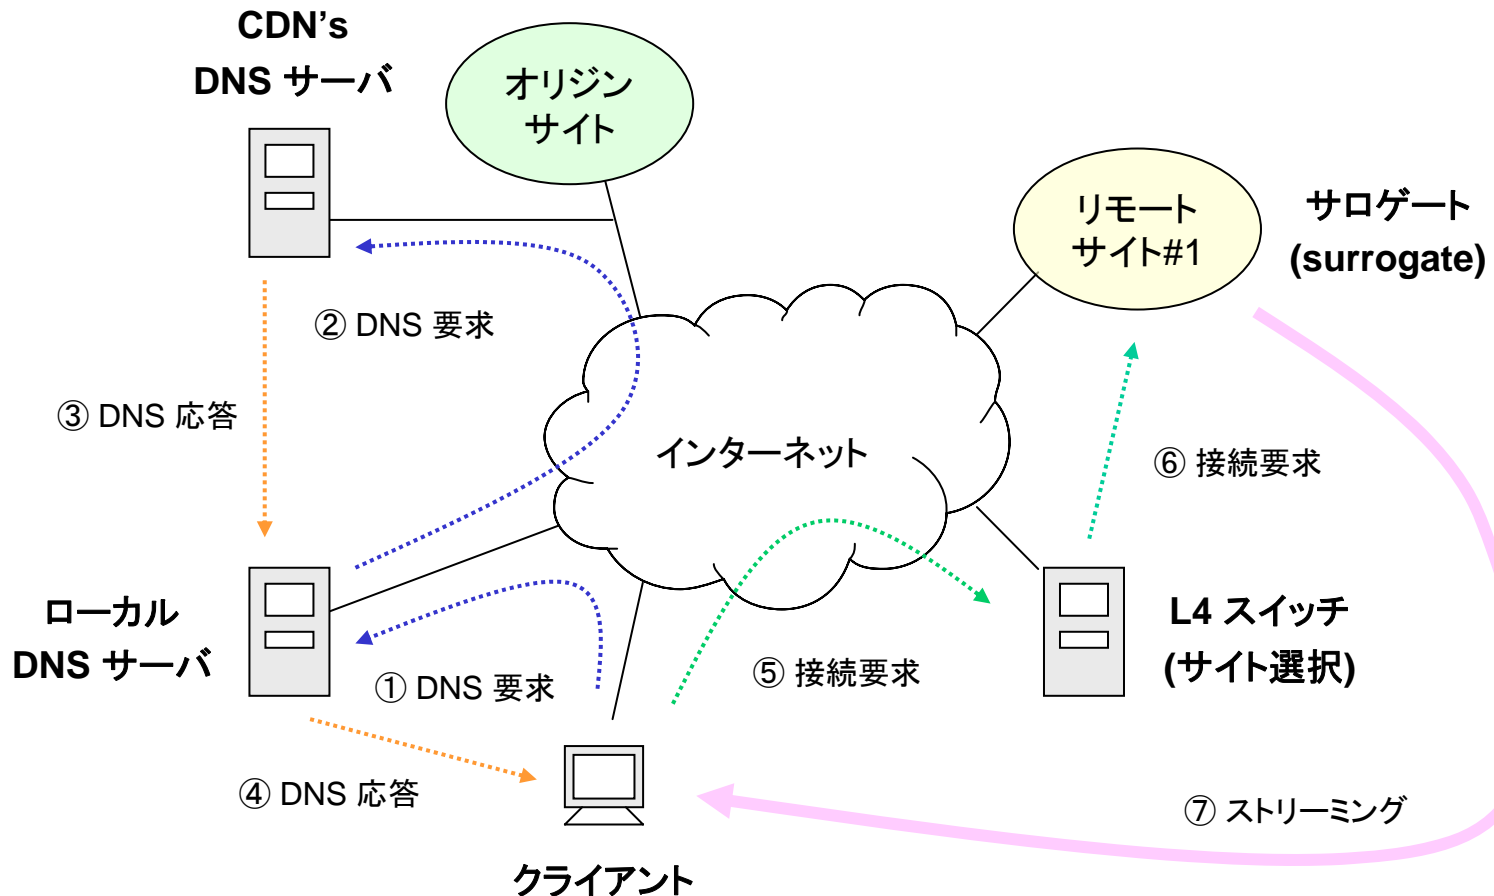 CDN's
DNS サーバ
オリジン
サイト
リモート
サイト#1
サロゲート
(surrogate)
② DNS 要求
③ DNS 応答
インターネット
⑥ 接続要求
ローカル
DNS サーバ
L4 スイッチ
(サイト選択)
① DNS 要求
⑤ 接続要求
④ DNS 応答
⑦ ストリーミング
クライアント